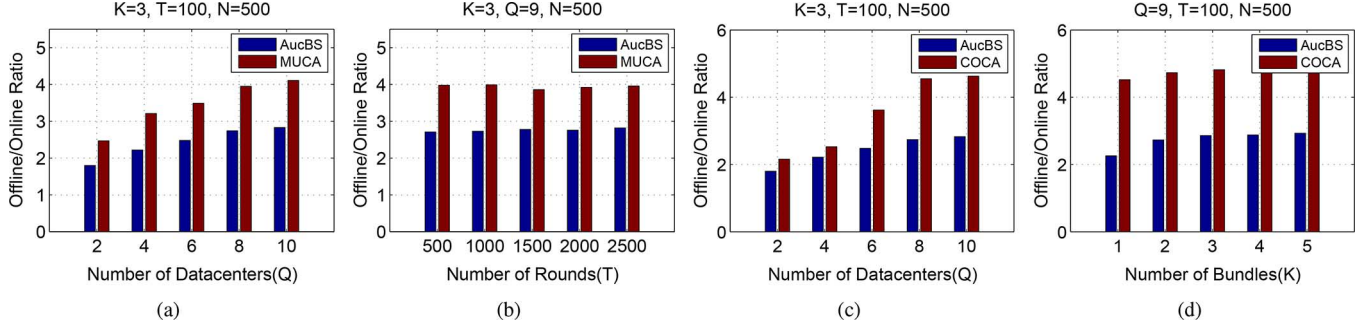 K=3, T=100, N=500
5
4
3
2
1
0
Offline/Online Ratio
AucBS
MUCA
2 4 6 8 10
Number of Datacenters(Q)
(a)
K=3, Q=9, N=500
5
4
3
2
1
0
Offline/Online Ratio
AucBS
MUCA
500 1000 1500 2000 2500
Number of Rounds(T)
(b)
K=3, T=100, N=500
6
4
2
0
Offline/Online Ratio
AucBS
COCA
2 4 6 8 10
Number of Datacenters(Q)
(c)
Q=9, T=100, N=500
6
4
2
0
Offline/Online Ratio
AucBS
COCA
1 2 3 4 5
Number of Bundles(K)
(d)